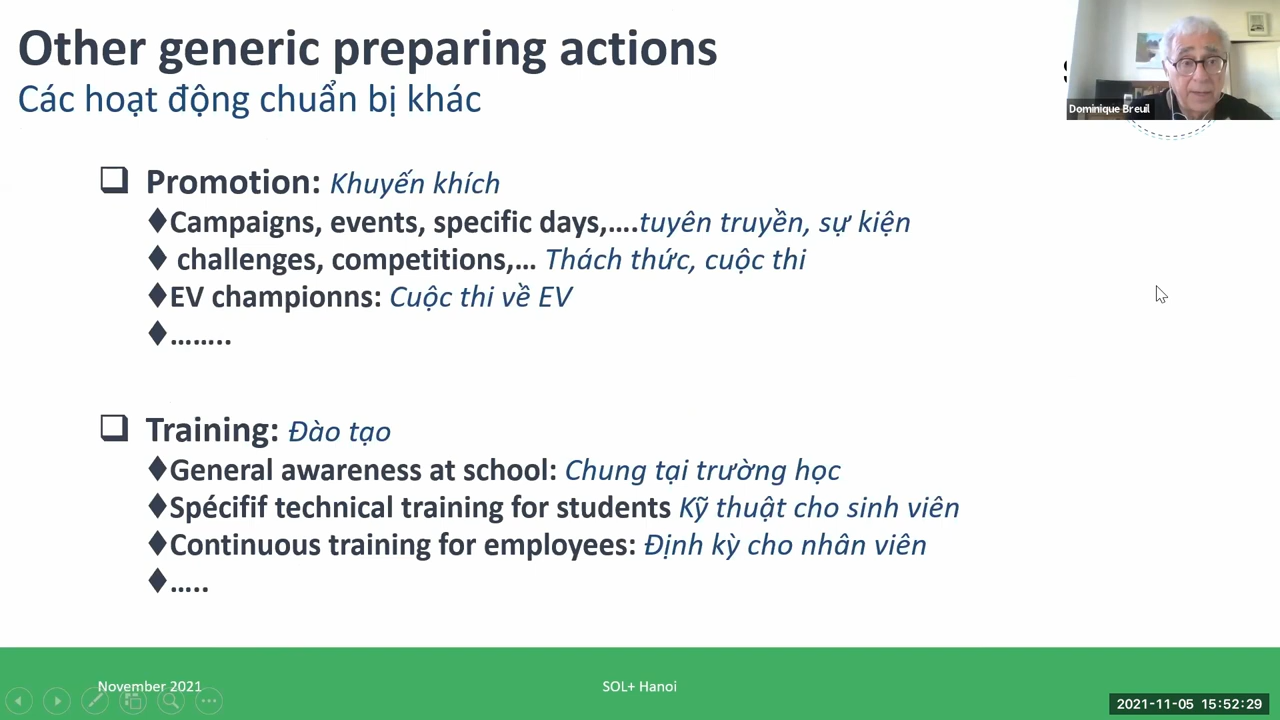 Other generic preparing actions
Các hoạt động chuẩn bị khác
Dominique Breuil
Promotion: Khuyến khích
Campaigns, events, specific days,....tuyên truyền, sự kiện
challenges, competitions,... Thách thức, cuộc thi
EV championns: Cuộc thi về EV
........
Training: Đào tạo
General awareness at school: Chung tại trường học
Spécifif technical training for students Kỹ thuật cho sinh viên
Continuous training for employees: Định kỳ cho nhân viên
.....
November 2021
SOL+ Hanoi
2021-11-05 15:52:29